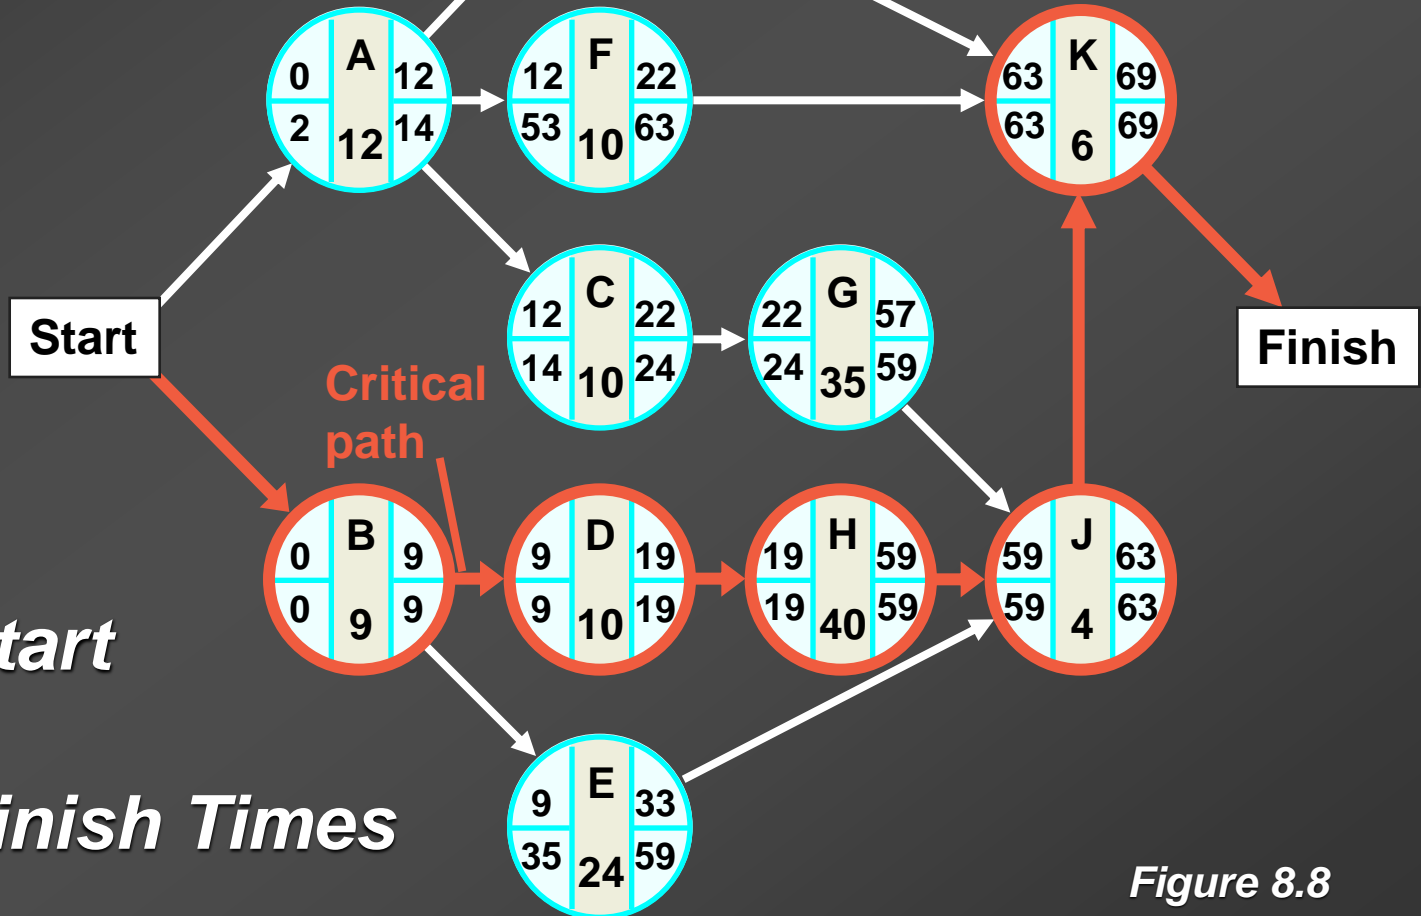 A
0 12
2 14
12
F
12 22
53 63
10
K
63 69
63 69
6
C
12 22
14 24
10
G
22 57
24 59
35
Start
Finish
Critical
path
B
0 9
0 9
9
D
9 19
9 19
10
H
19 59
19 59
40
J
59 63
59 63
4
tart
E
9 33
35 59
24
inish Times
Figure 8.8